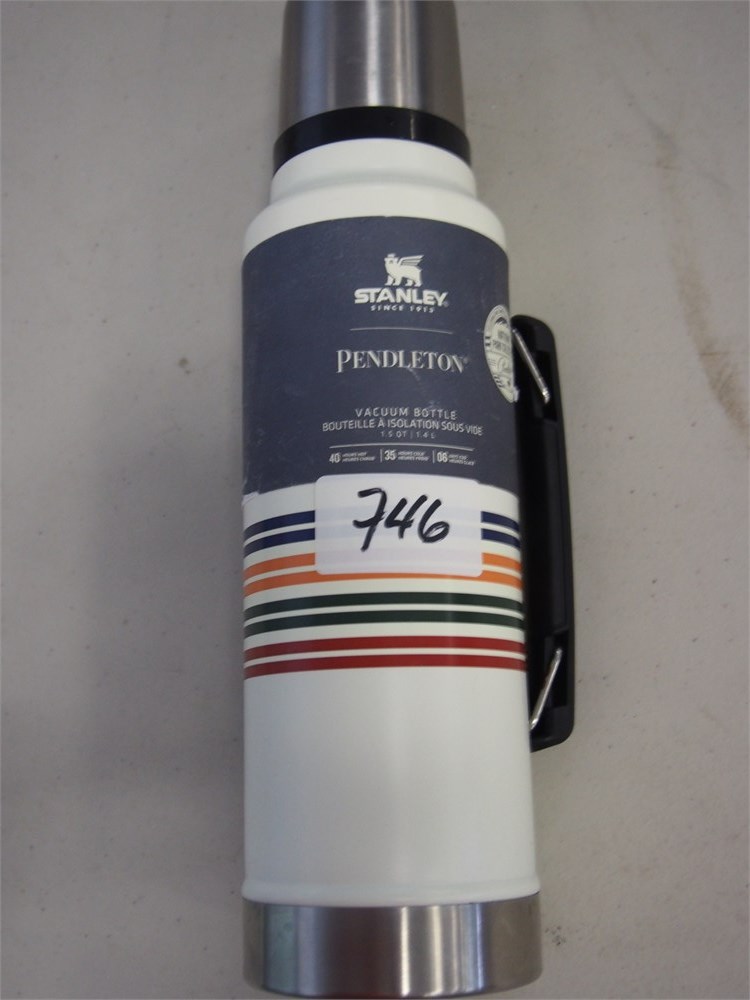 STANLEY
SINCE 1913
PENDLETON
VACUUM BOTTLE
BOUTEILLE À ISOLATION SOUS VIDE
1.5 QT | 1.4 L
40 35 06
746